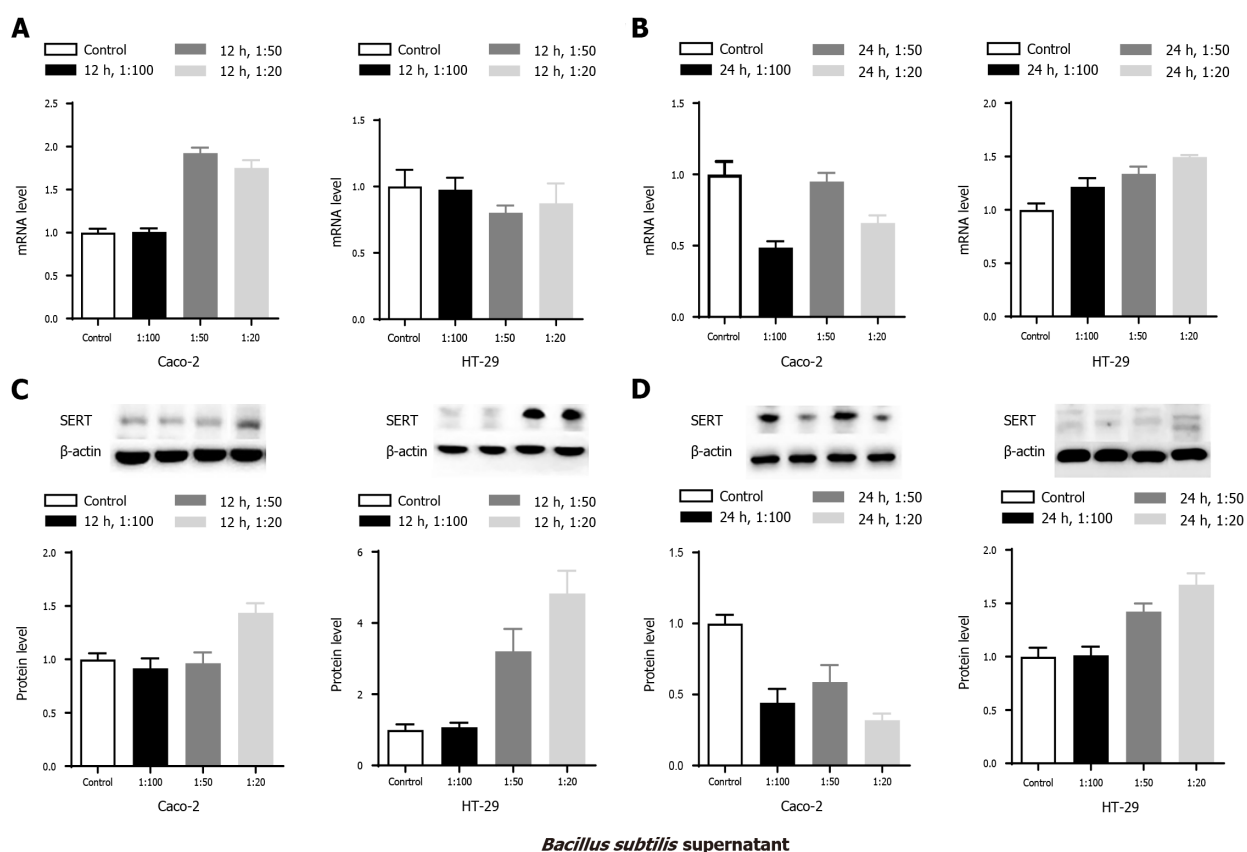 A
Control
12 h, 1:50
12 h, 1:100
12 h, 1:20
mRNA level
2.5
2.0
1.5
1.0
0.5
0.0
Control
1:100
1:50
1:20
Caco-2
Control
12 h, 1:50
12 h, 1:100
12 h, 1:20
mRNA level
1.5
1.0
0.5
0.0
Control
1:100
1:50
1:20
HT-29
B
Control
24 h, 1:50
24 h, 1:100
24 h, 1:20
mRNA level
1.5
1.0
0.5
0.0
Control
1:100
1:50
1:20
Caco-2
Control
24 h, 1:50
24 h, 1:100
24 h, 1:20
mRNA level
2.0
1.5
1.0
0.5
0.0
Control
1:100
1:50
1:20
HT-29
C
SERT
β-actin
Control
12 h, 1:50
12 h, 1:100
12 h, 1:20
Protein level
2.0
1.5
1.0
0.5
0.0
Control
1:100
1:50
1:20
Caco-2
SERT
β-actin
Control
12 h, 1:50
12 h, 1:100
12 h, 1:20
Protein level
6
4
2
0
Control
1:100
1:50
1:20
HT-29
D
SERT
β-actin
Control
24 h, 1:50
24 h, 1:100
24 h, 1:20
Protein level
1.5
1.0
0.5
0.0
Control
1:100
1:50
1:20
Caco-2
SERT
β-actin
Control
24 h, 1:50
24 h, 1:100
24 h, 1:20
Protein level
2.0
1.5
1.0
0.5
0.0
Control
1:100
1:50
1:20
HT-29
Bacillus subtilis supernatant